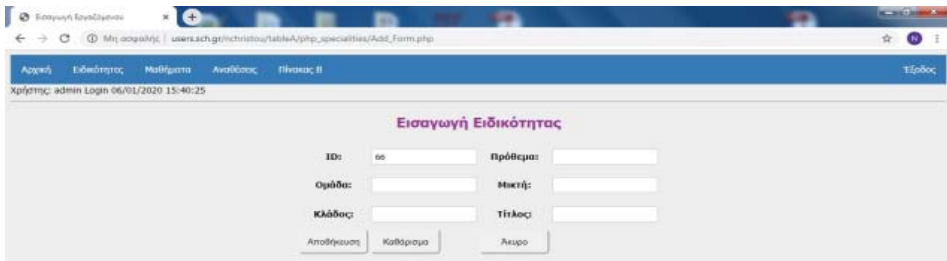 Εισαγωγή Εργαζόμενου
Μη ασφαλής | users.sch.gr/nchristou/tableA/php_specialities/Add_Form.php
N
Αρχική Ειδικότητες Μαθήματα Αναθέσεις Πίνακας Β Έξοδος
Χρήστης: admin Login 06/01/2020 15:40:25
Εισαγωγή Ειδικότητας
ID: 66 Πρόθεμα:
Ομάδα: Μικτή:
Κλάδος: Τίτλος:
Αποθήκευση Καθάρισμα Άκυρο